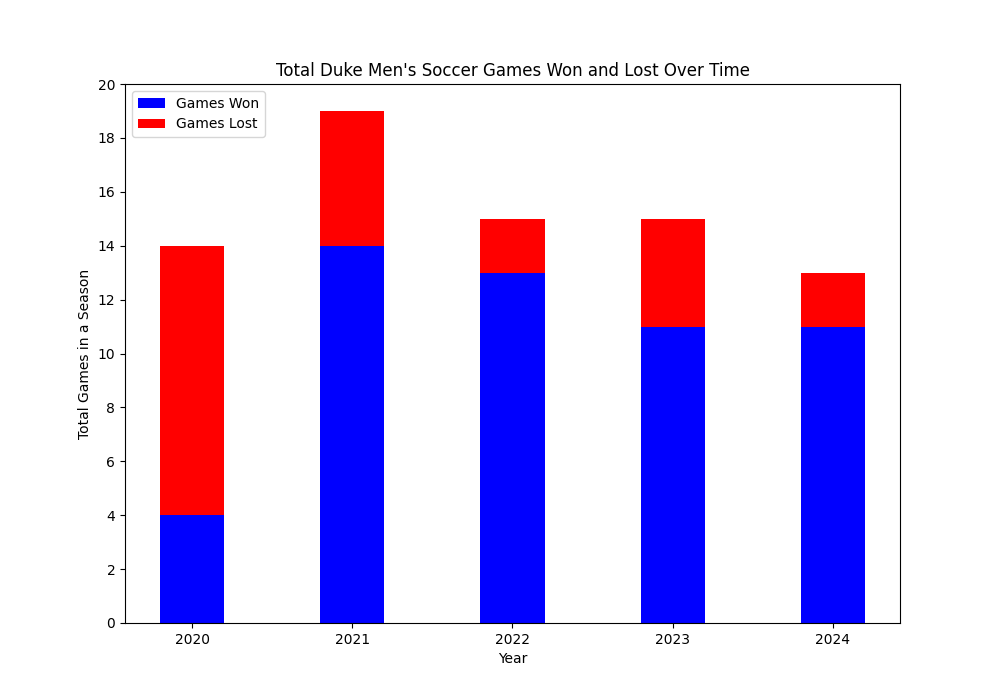 Total Duke Men's Soccer Games Won and Lost Over Time
Games Won
Games Lost
Total Games in a Season
20
18
16
14
12
10
8
6
4
2
0
2020 2021 2022 2023 2024
Year